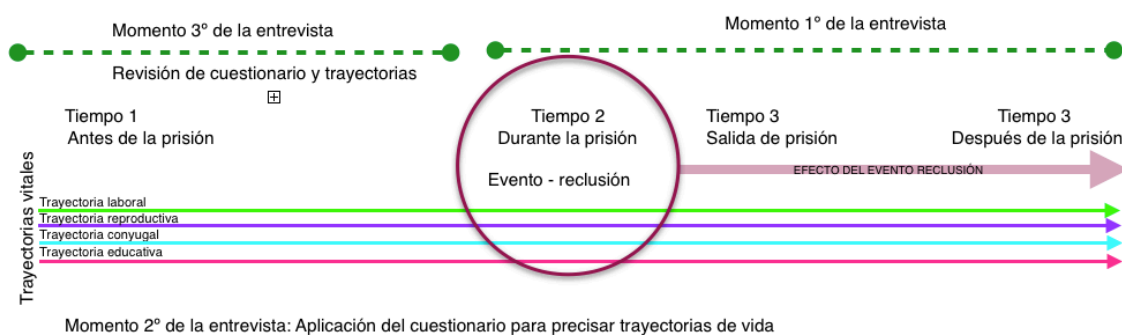 Momento 3º de la entrevista
Momento 1º de la entrevista
Revisión de cuestionario y trayectorias
Tiempo 1
Antes de la prisión
Tiempo 2
Durante la prisión
Tiempo 3
Salida de prisión
Tiempo 3
Después de la prisión
Evento - reclusión
EFECTO DEL EVENTO RECLUSIÓN
Trayectorias vitales
Trayectoria laboral
Trayectoria reproductiva
Trayectoria conyugal
Trayectoria educativa
Momento 2º de la entrevista: Aplicación del cuestionario para precisar trayectorias de vida